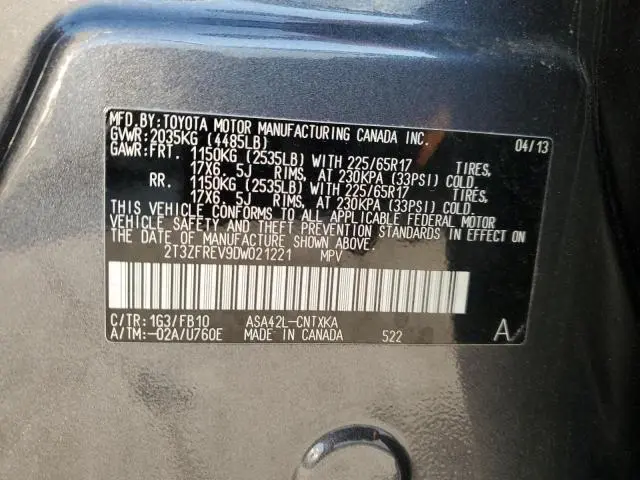 MFD.BY:TOYOTA MOTOR MANUFACTURING CANADA INC. 04/13
GVWR:2035KG (4485LB)
GAWR:FRT. 1150KG (2535LB) WITH 225/65R17 TIRES,
17X6.5J RIMS, AT 230KPA (33PSI) COLD.
RR. 1150KG (2535LB) WITH 225/65R17 TIRES,
17X6.5J RIMS, AT 230KPA (33PSI) COLD.
THIS VEHICLE CONFORMS TO ALL APPLICABLE FEDERAL MOTOR
VEHICLE SAFETY AND THEFT PREVENTION STANDARDS IN EFFECT
ON THE DATE OF MANUFACTURE SHOWN ABOVE.
2T3ZFREV9DW021221 MPV
C/TR:1G3/FB10 ASA42L-CNTXKA
A/TM:-02A/U760E MADE IN CANADA 522 A